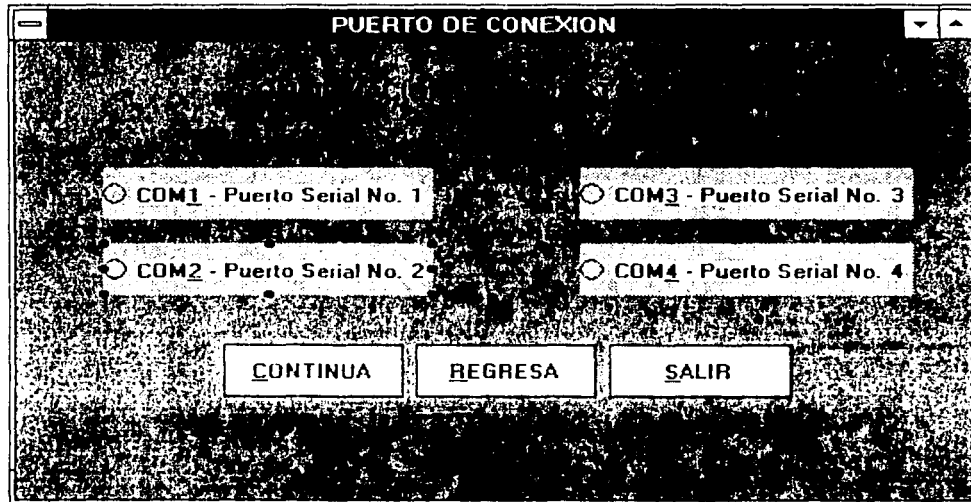 PUERTO DE CONEXION
COM1 - Puerto Serial No. 1
COM3 - Puerto Serial No. 3
COM2 - Puerto Serial No. 2
COM4 - Puerto Serial No. 4
CONTINUA
REGRESA
SALIR